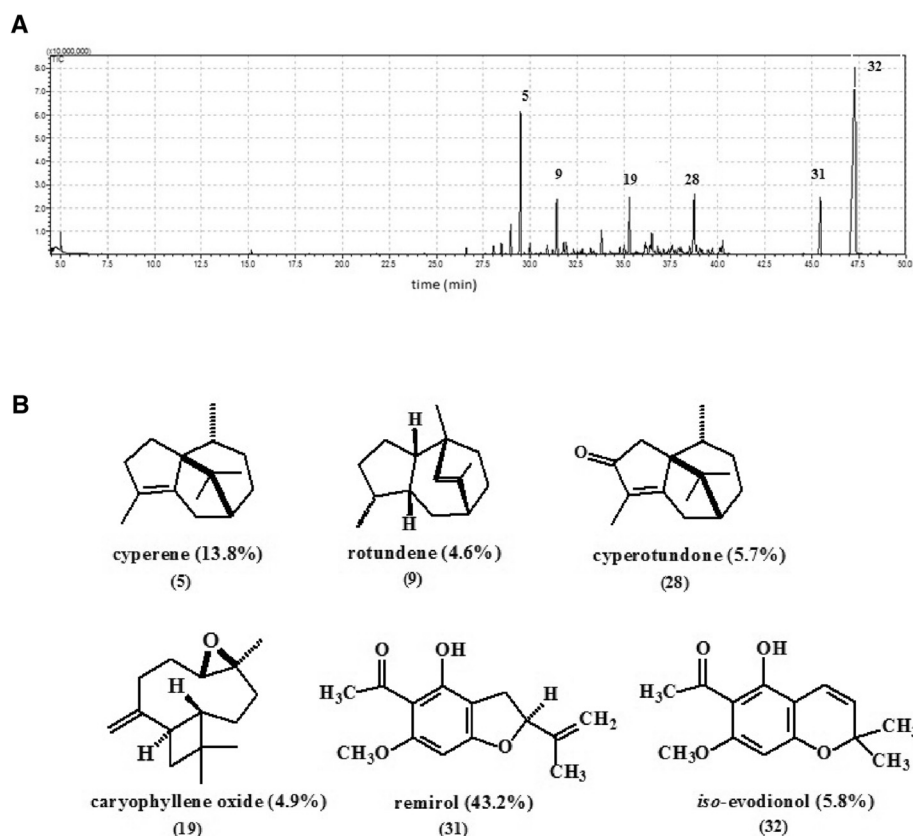 A
(x10,000,000)
TIC
8.0
7.0
6.0
5.0
4.0
3.0
2.0
1.0
5
9
19
28
31
32
5.0 7.5 10.0 12.5 15.0 17.5 20.0 22.5 25.0 27.5 30.0 32.5 35.0 37.5 40.0 42.5 45.0 47.5 50.0
time (min)
B
cyperene (13.8%)
(5)
H
H
rotundene (4.6%)
(9)
O
cyperotundone (5.7%)
(28)
O
H
H
caryophyllene oxide (4.9%)
(19)
O
OH
H₃C
H
CH₂
MeO
O
CH₃
remirol (43.2%)
(31)
O
OH
H₃C
CH₃
MeO
O
CH₃
iso-evodionol (5.8%)
(32)